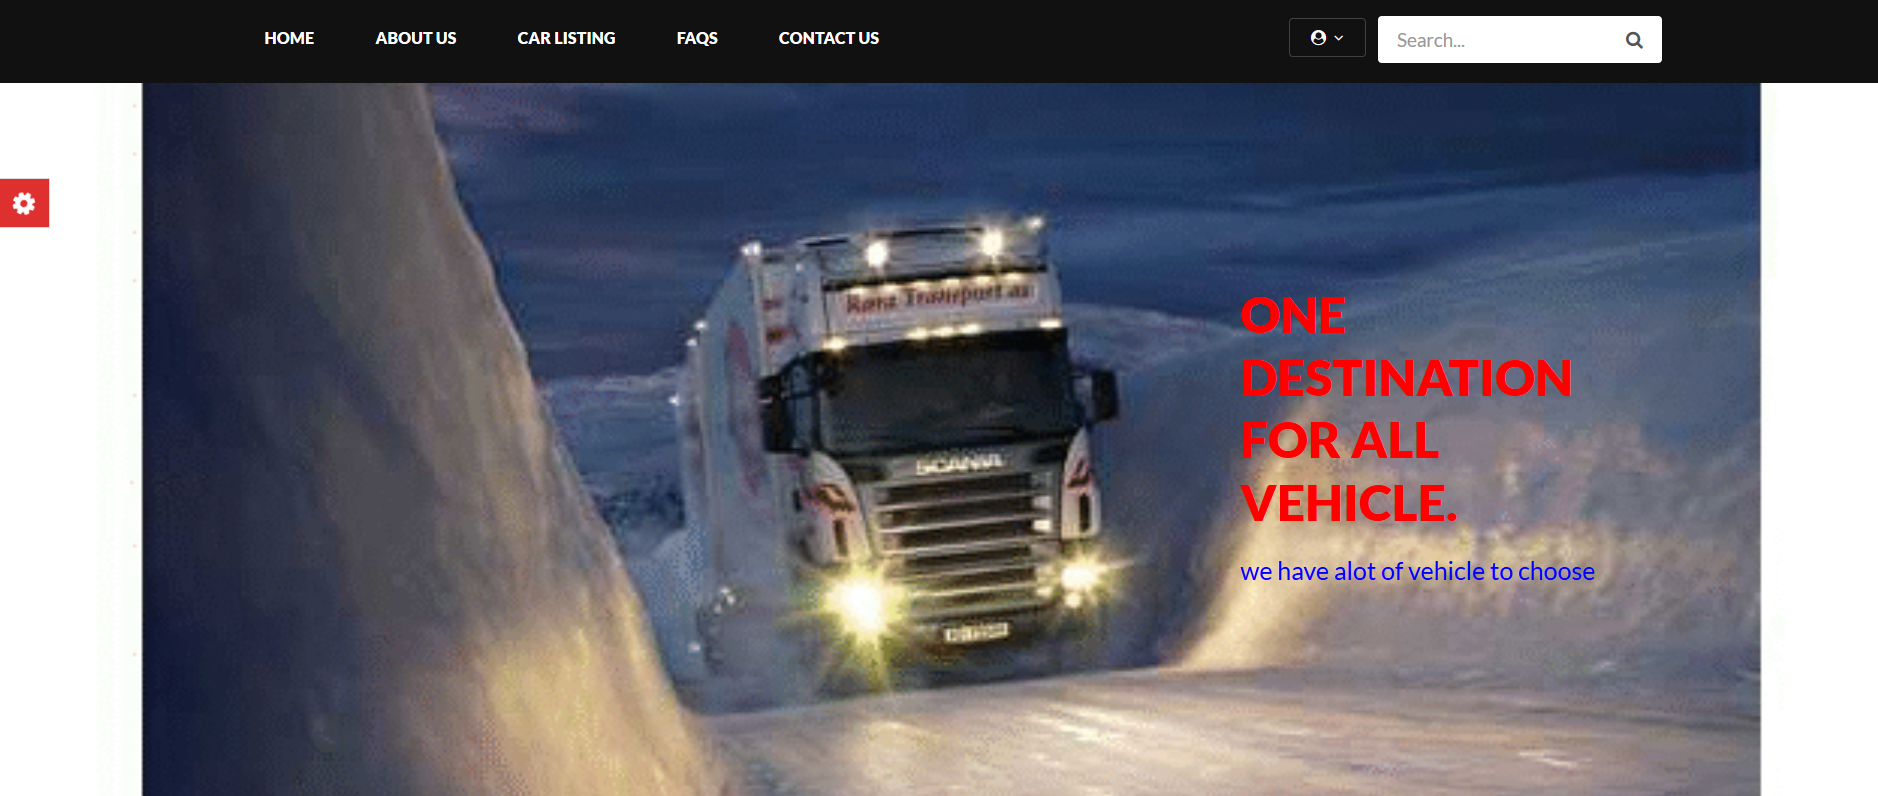 HOME ABOUT US CAR LISTING FAQS CONTACT US Search...
Transport as
SCANIA
ONE
DESTINATION
FOR ALL
VEHICLE.
we have alot of vehicle to choose